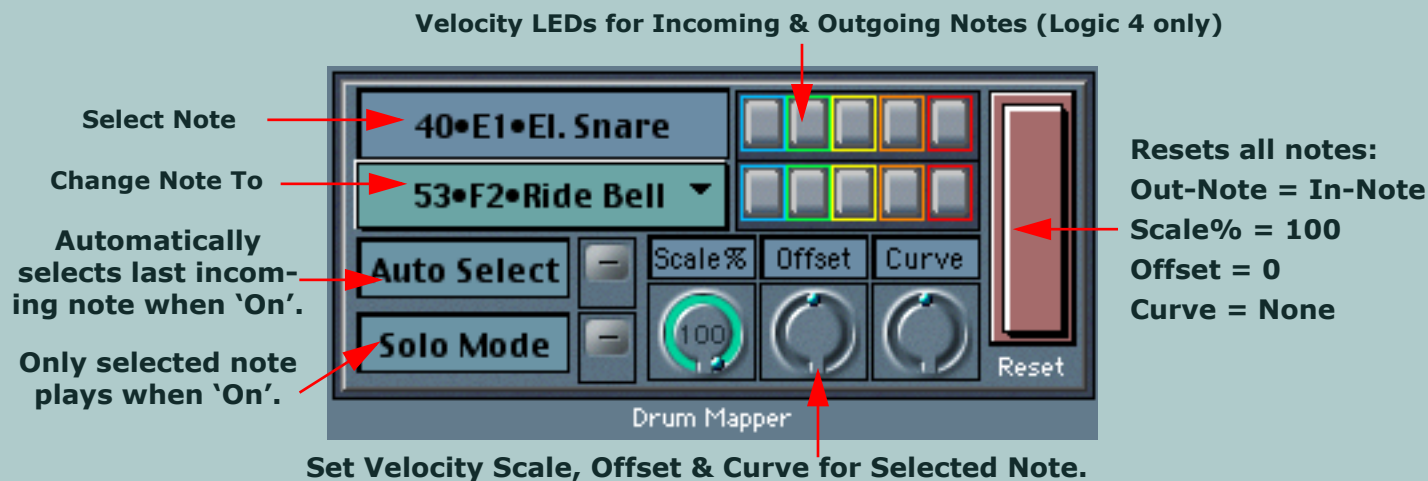 Velocity LEDs for Incoming & Outgoing Notes (Logic 4 only)
Select Note
40•E1•El. Snare
Change Note To
53•F2•Ride Bell
Automatically
selects last incom-
ing note when ‘On’.
Auto Select
Only selected note
plays when ‘On’.
Solo Mode
Scale%
Offset
Curve
100
Reset
Resets all notes:
Out-Note = In-Note
Scale% = 100
Offset = 0
Curve = None
Drum Mapper
Set Velocity Scale, Offset & Curve for Selected Note.